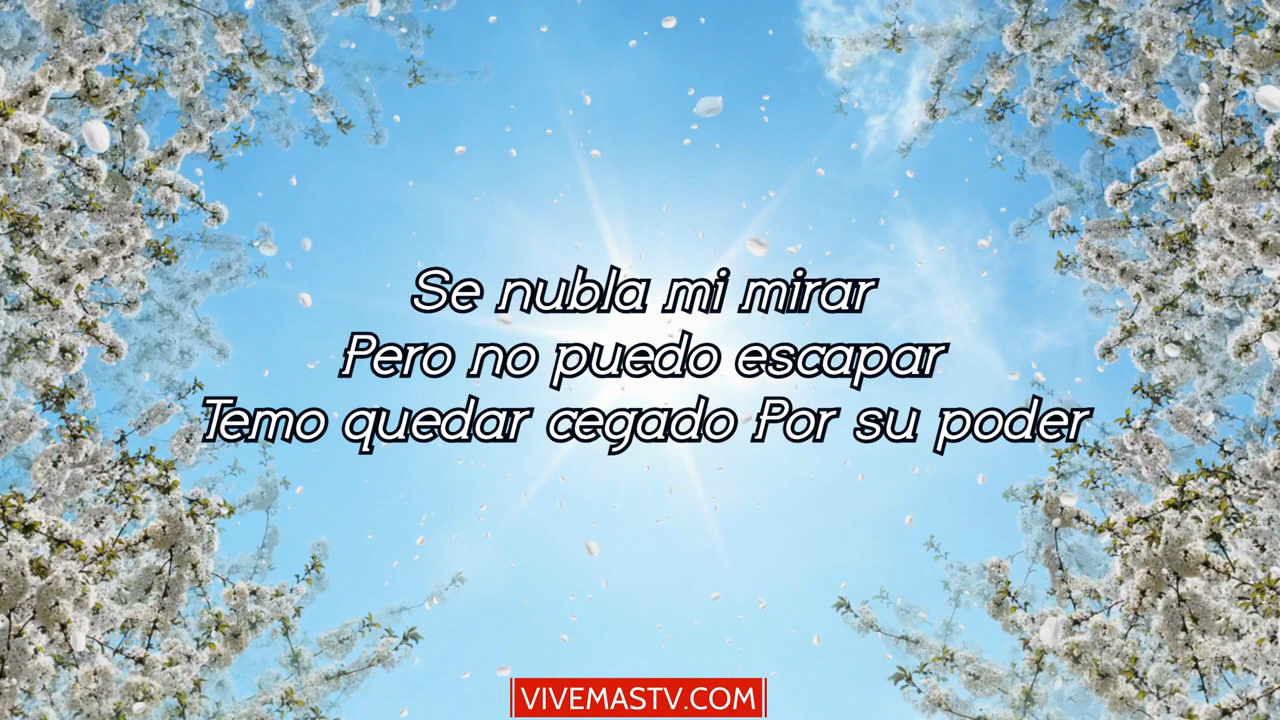 Se nubla mi mirar
Pero no puedo escapar
Temo quedar cegado Por su poder
VIVEMASTV.COM